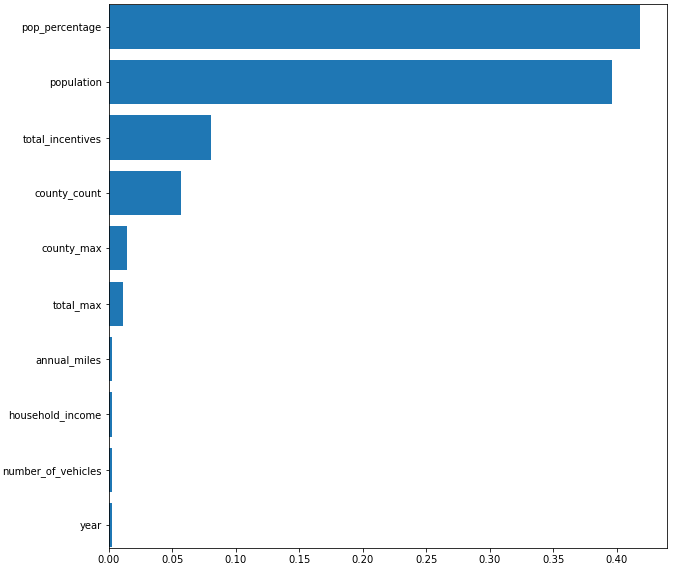 pop_percentage
population
total_incentives
county_count
county_max
total_max
annual_miles
household_income
number_of_vehicles
year
0.00 0.05 0.10 0.15 0.20 0.25 0.30 0.35 0.40